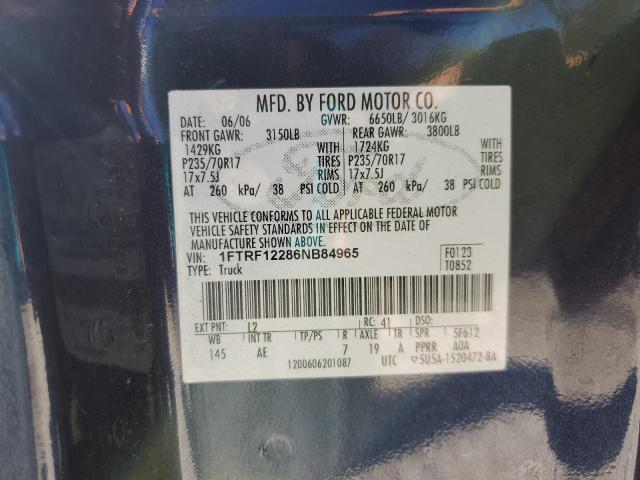 MFD. BY FORD MOTOR CO.
DATE: 06/06 GVWR: 6650LB/ 3016KG
FRONT GAWR: 3150LB REAR GAWR: 3800LB
1429KG WITH 1724KG WITH
P235/70R17 TIRES P235/70R17 TIRES
17x7.5J RIMS 17x7.5J RIMS
AT 260 kPa/ 38 PSI COLD AT 260 kPa/ 38 PSI COLD
Ford
THIS VEHICLE CONFORMS TO ALL APPLICABLE FEDERAL MOTOR
VEHICLE SAFETY STANDARDS IN EFFECT ON THE DATE OF
MANUFACTURE SHOWN ABOVE.
VIN: 1FTRF12286NB84965 F0123
TYPE: Truck T0852
EXT PNT: L2 RC: 41 DSO:
WB INT TR TP/PS R AXLE TR SPR 5F612
145 AE 7 19 A PPRR AOA
1200606201087 UTC 5U5A-1520472-BA